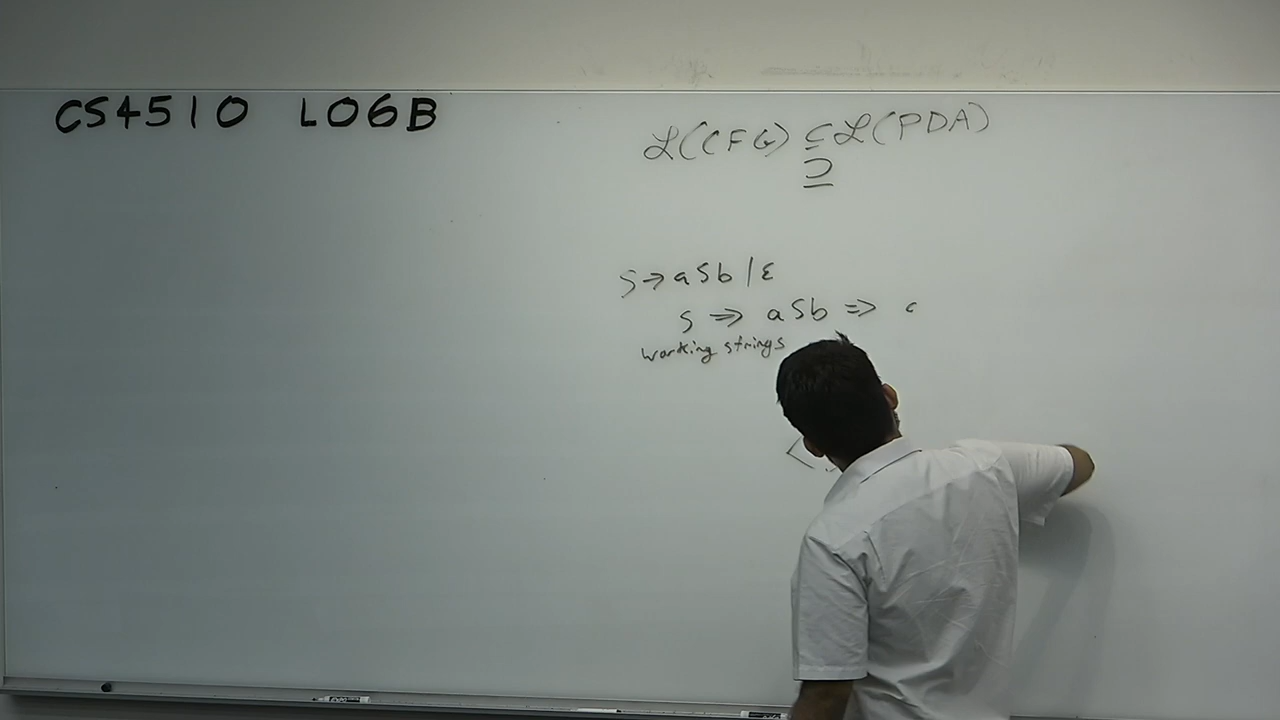 CS4510 L06B
ℒ(CFG) ⊆ ℒ(PDA)
⊇
S → aSb | ε
S ⇒ aSb ⇒
working strings